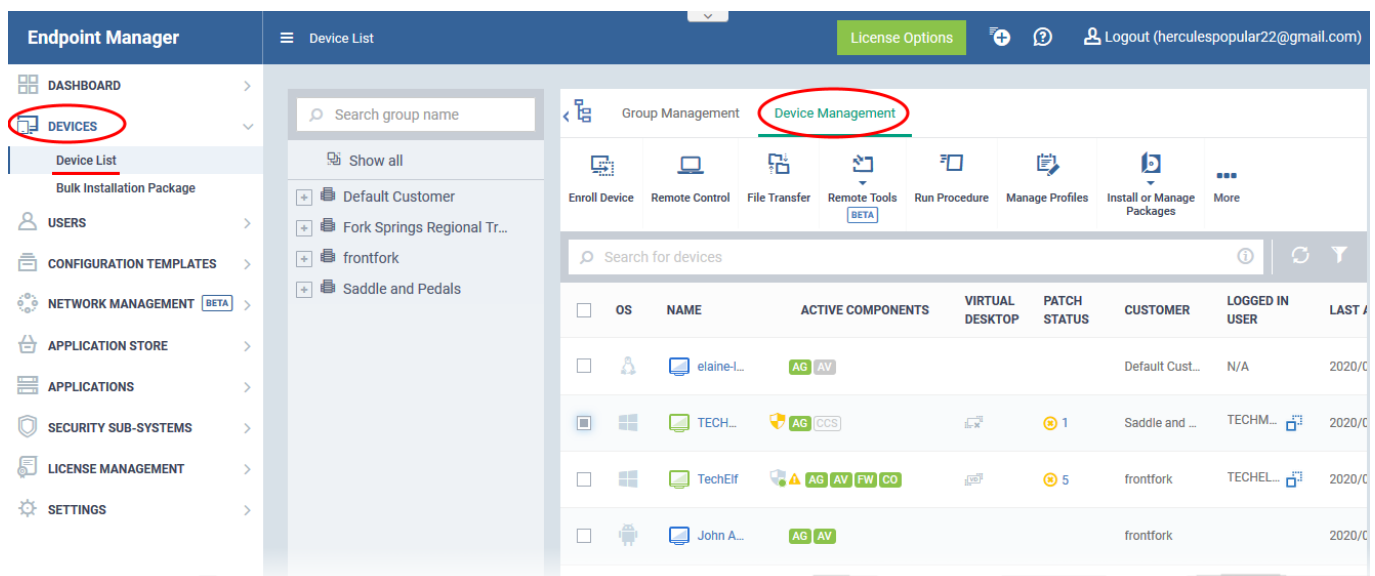 Endpoint Manager
Device List
License Options
Logout (herculespopular22@gmail.com)
DASHBOARD
DEVICES
Device List
Bulk Installation Package
USERS
CONFIGURATION TEMPLATES
NETWORK MANAGEMENT BETA
APPLICATION STORE
APPLICATIONS
SECURITY SUB-SYSTEMS
LICENSE MANAGEMENT
SETTINGS
Search group name
Show all
Default Customer
Fork Springs Regional Tr...
frontfork
Saddle and Pedals
Group Management Device Management
Enroll Device Remote Control File Transfer Remote Tools BETA Run Procedure Manage Profiles Install or Manage Packages More
Search for devices
OS NAME ACTIVE COMPONENTS VIRTUAL DESKTOP PATCH STATUS CUSTOMER LOGGED IN USER LAST A
elaine-l... AG AV Default Cust... N/A 2020/0
TECH... AG CCS 1 Saddle and ... TECHM... 2020/0
TechElf AG AV FW CO 5 frontfork TECHEL... 2020/0
John A... AG AV frontfork 2020/0